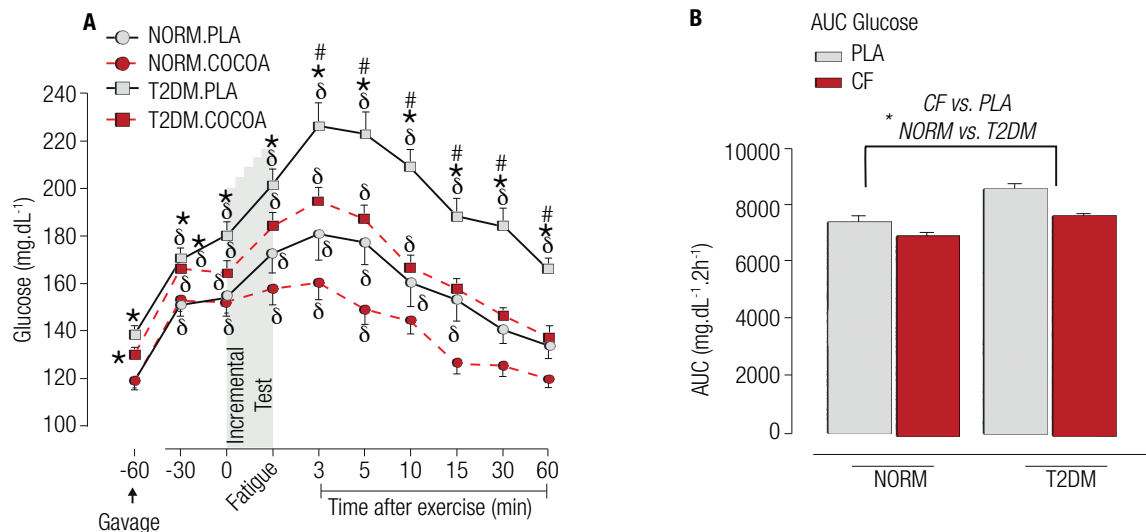 A
NORM.PLA
NORM.COCOA
T2DM.PLA
T2DM.COCOA
Glucose (mg.dL-1)
240
220
200
180
160
140
120
100
* * δ * δ * δ * δ # * δ # * δ # * δ # * δ # * δ # * δ
* δ δ δ δ δ
δ δ δ δ δ
δ δ δ δ δ
Incremental
Test
-60 -30 0 Fatigue 3 5 10 15 30 60
Gavage
Time after exercise (min)
B
AUC Glucose
PLA
CF
CF vs. PLA
* NORM vs. T2DM
AUC (mg.dL-1.2h-1)
10000
8000
6000
4000
2000
0
NORM T2DM